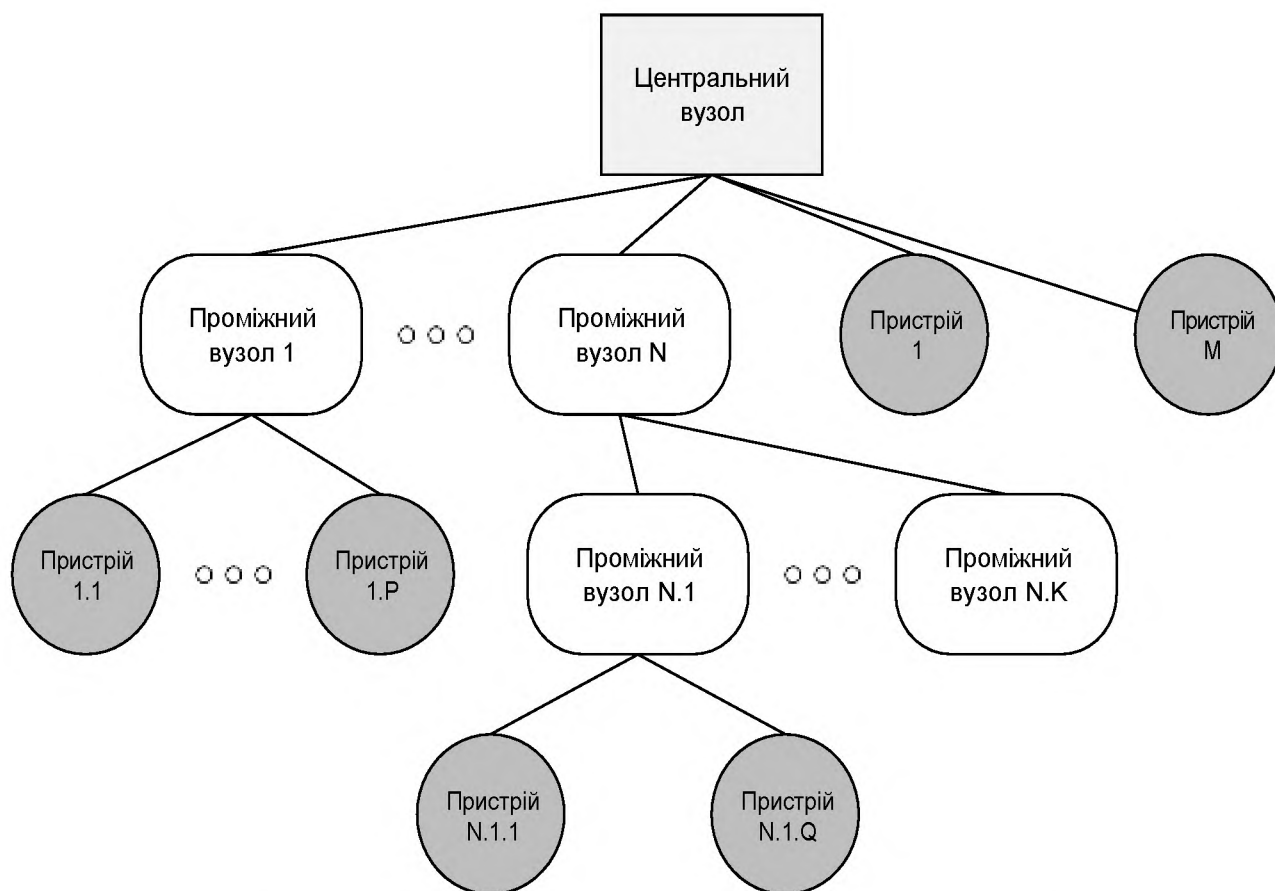 Центральний
вузол
Проміжний
вузол 1
Проміжний
вузол N
Пристрій
1
Пристрій
M
Пристрій
1.1
Пристрій
1.P
Проміжний
вузол N.1
Проміжний
вузол N.K
Пристрій
N.1.1
Пристрій
N.1.Q